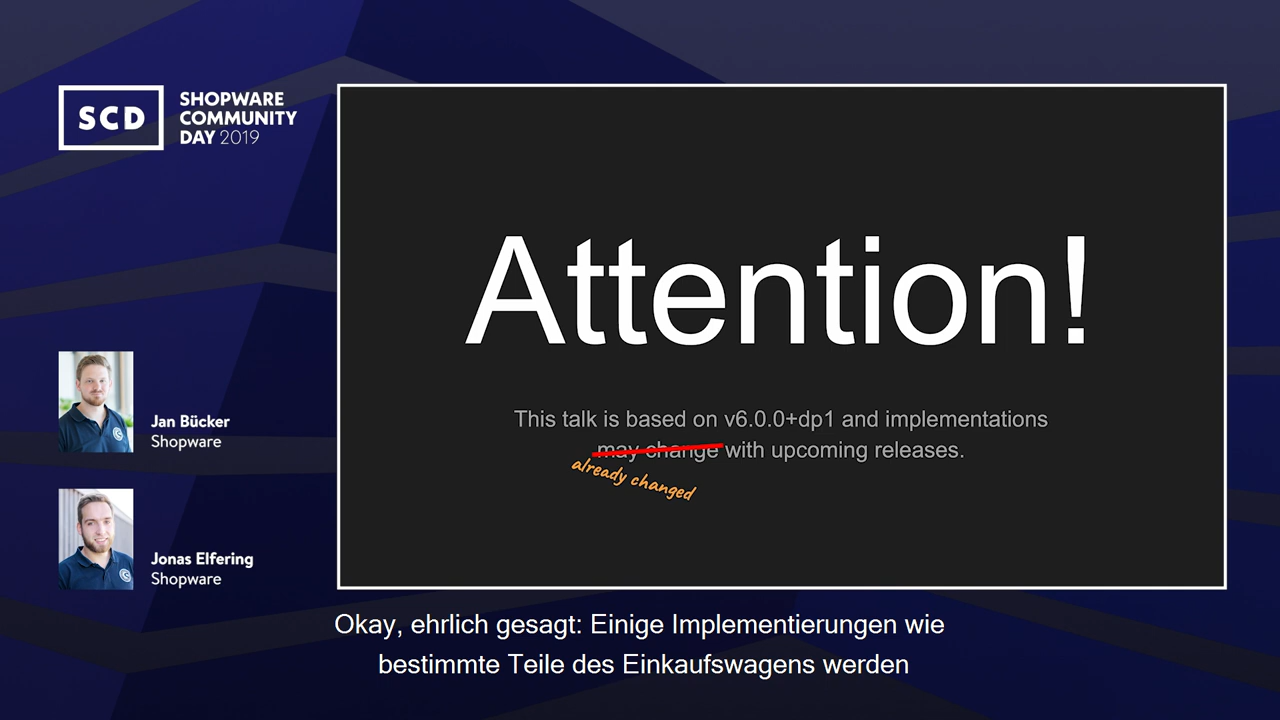 SCD
SHOPWARE
COMMUNITY
DAY 2019
Attention!
This talk is based on v6.0.0+dp1 and implementations
may change with upcoming releases.
already changed
Jan Bücker
Shopware
Jonas Elfering
Shopware
Okay, ehrlich gesagt: Einige Implementierungen wie
bestimmte Teile des Einkaufswagens werden